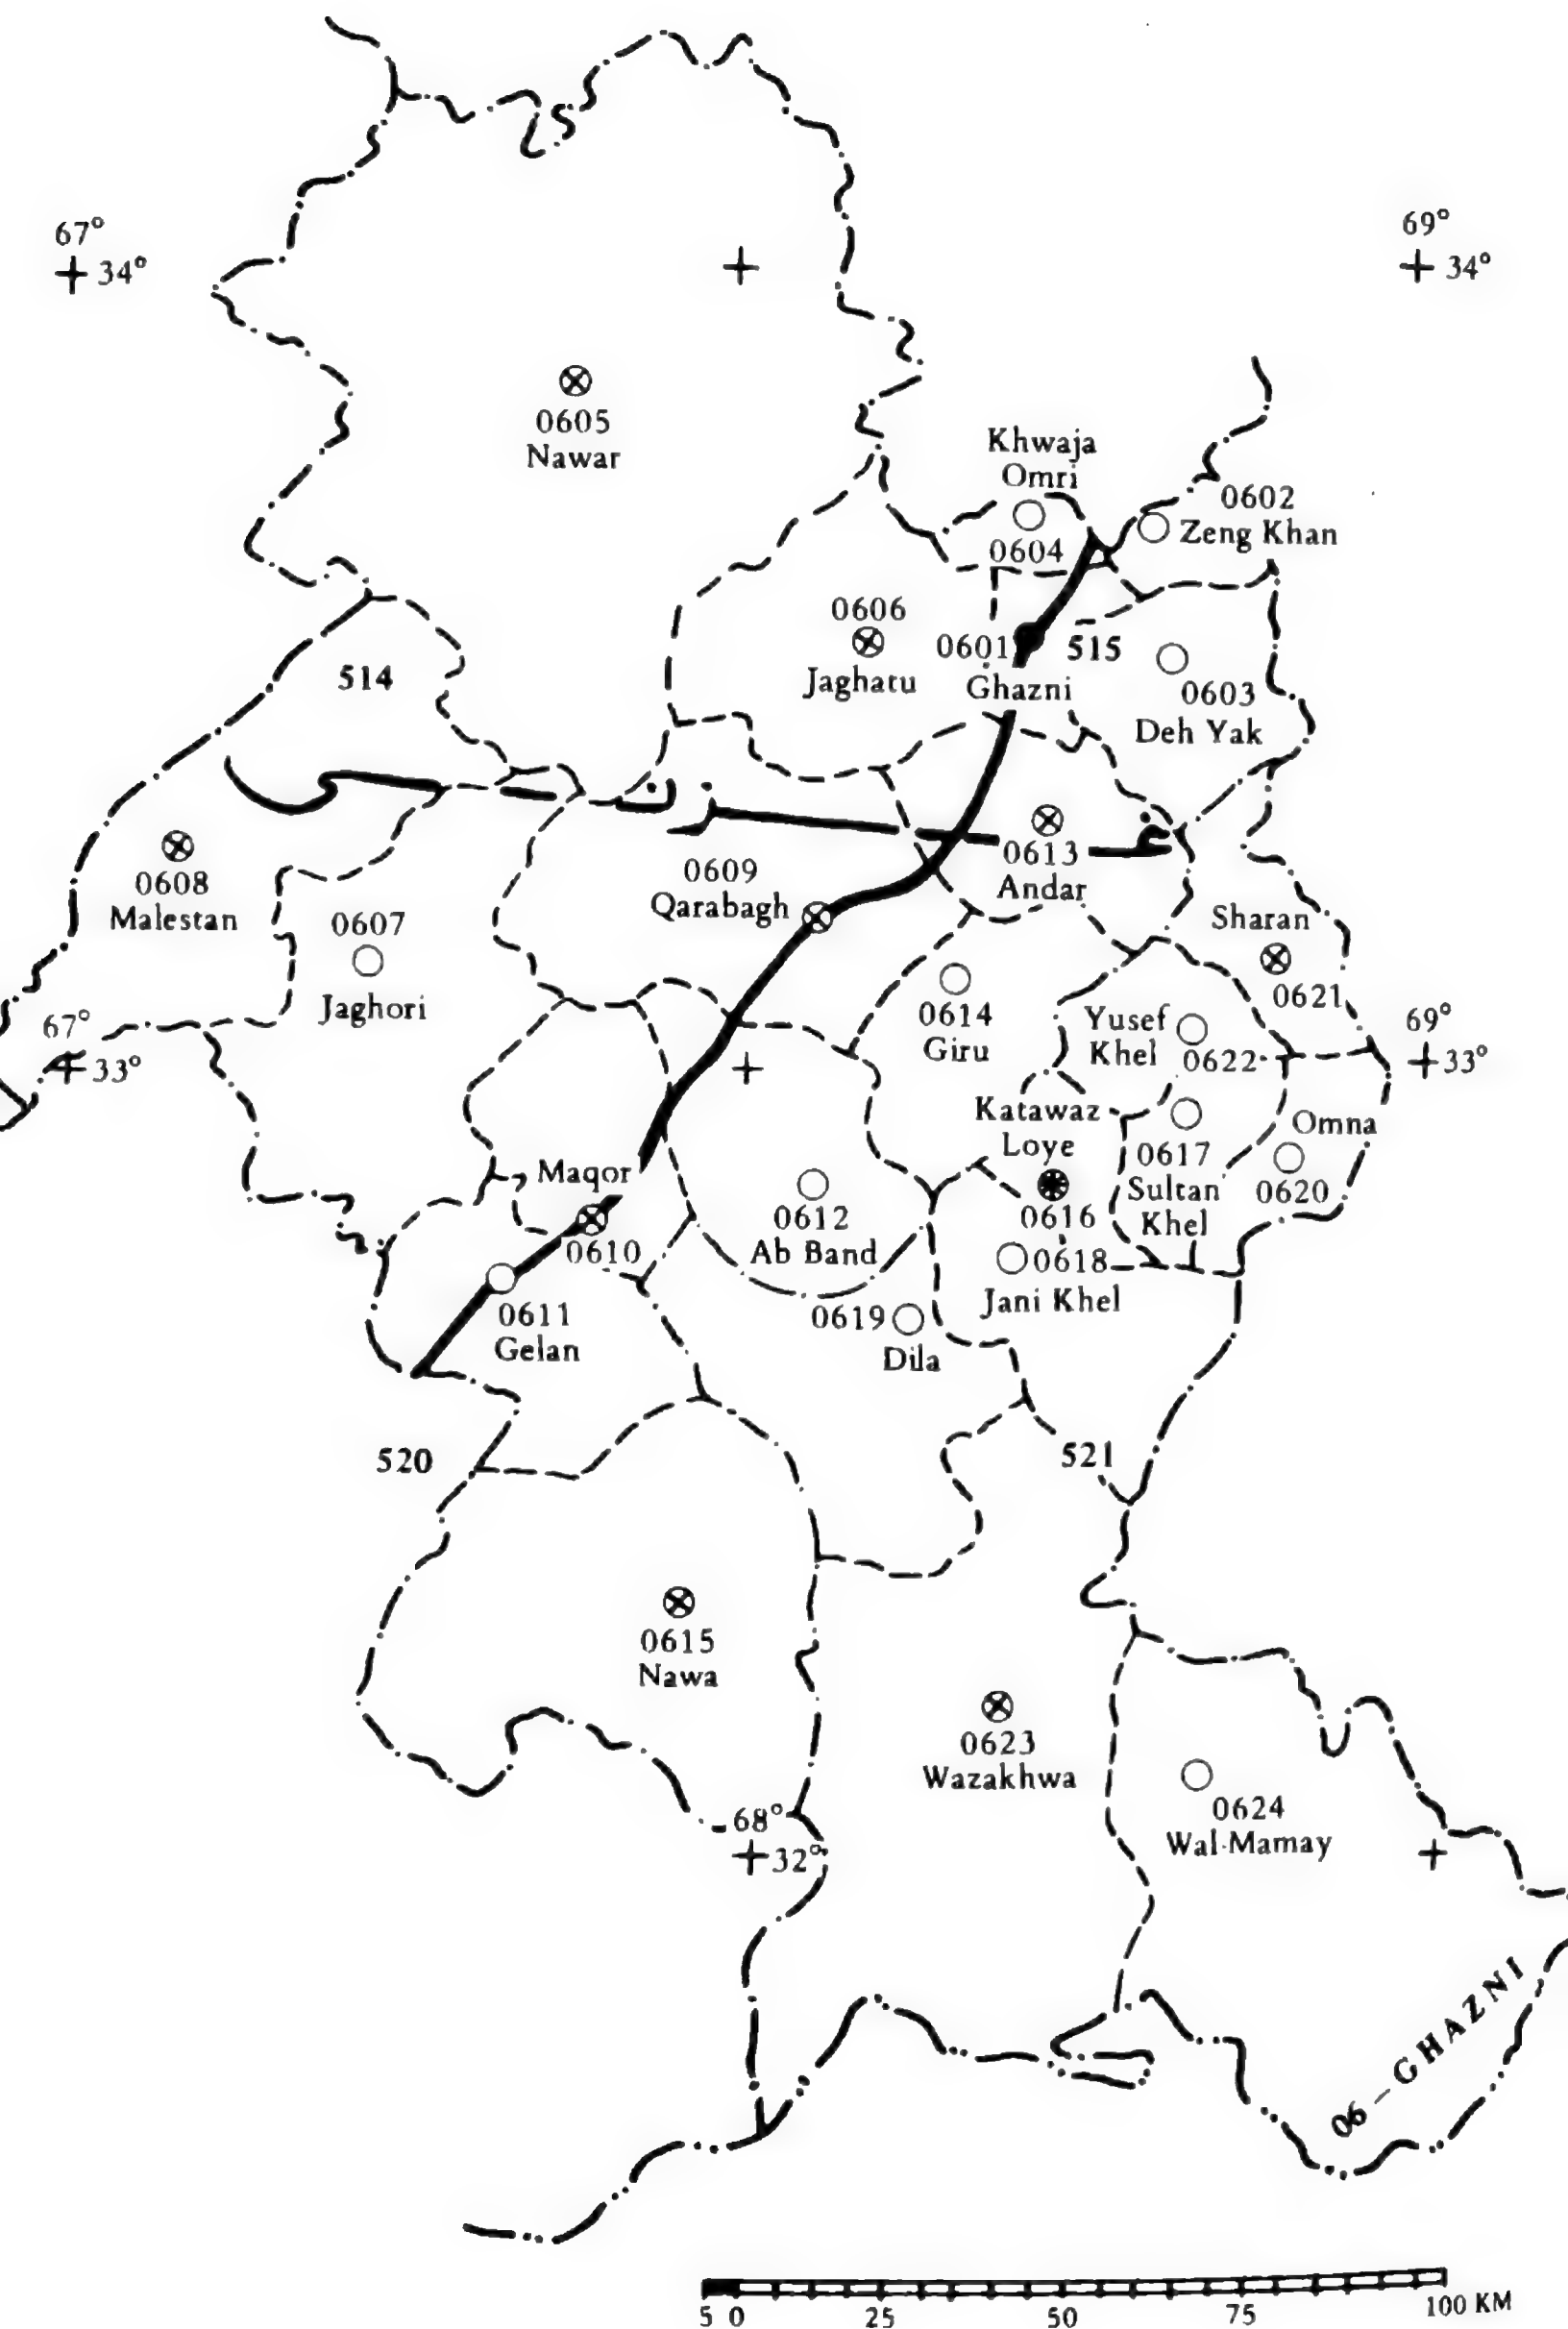 67°
34°
69°
34°
0605
Nawar
Khwaja
Omri
0604
0602
Zeng Khan
0606
Jaghatu
0601
Ghazni
515
0603
Deh Yak
514
غزنی
0613
Andar
0608
Malestan
0609
Qarabagh
0607
Jaghori
Sharan
0621
0614
Giru
Yusef
Khel
0622
67°
33°
69°
33°
Katawaz
Loye
0616
0617
Sultan
Khel
Omna
0620
Maqor
0610
0612
Ab Band
0618
Jani Khel
0611
Gelan
0619
Dila
520
521
0615
Nawa
0623
Wazakhwa
0624
Wal-Mamay
68°
32°
06 — GHAZNI
5 0 25 50 75 100 KM